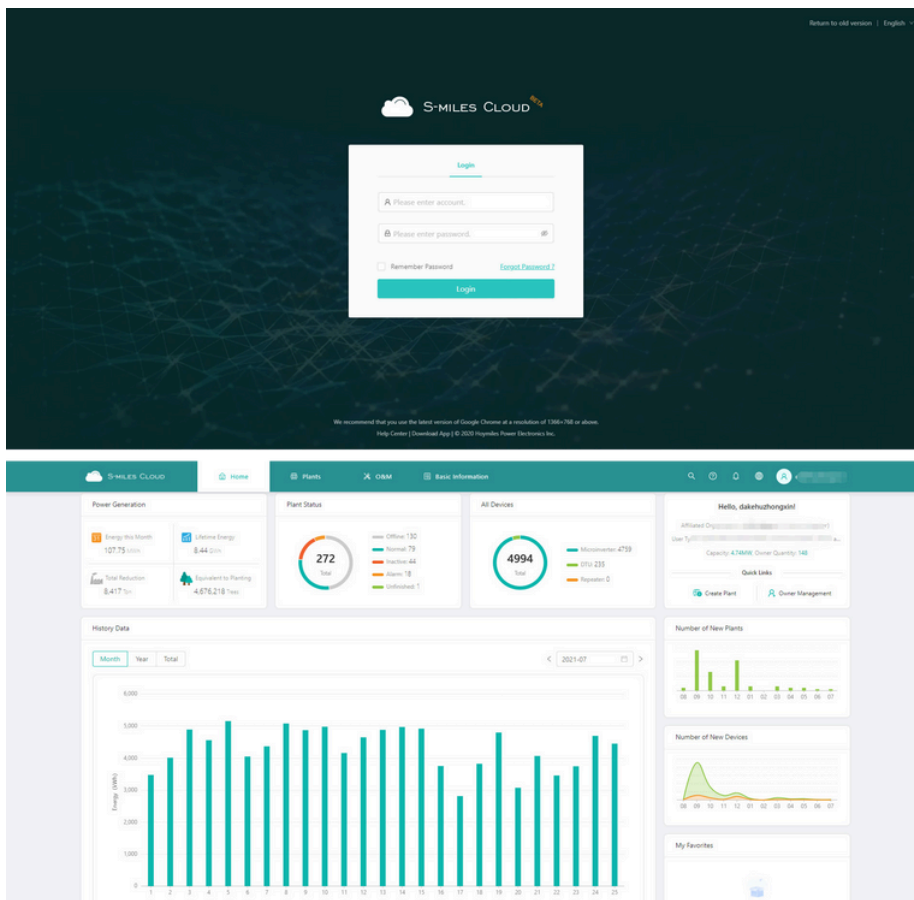 Return to old version | English
S-MILES CLOUD BETA
Login
Please enter account.
Please enter password.
Remember Password Forgot Password ?
Login
We recommend that you use the latest version of Google Chrome at a resolution of 1366×768 or above.
Help Center | Download App | © 2020 Hoymiles Power Electronics Inc.
S-MILES CLOUD Home Plants O&M Basic Information
Power Generation
Energy this Month
107.75 MWh
Lifetime Energy
8.44 GWh
Total Reduction
8,417 Ton
Equivalent to Planting
4,676,218 Trees
Plant Status
272
Total
Offline: 130
Normal: 79
Inactive: 44
Alarm: 18
Unfinished: 1
All Devices
4994
Total
Microinverter: 4759
DTU: 235
Repeater: 0
Hello, dakehuzhongxin!
Affiliated Org
User Ty
Capacity: 4.74MW, Owner Quantity: 148
Quick Links
Create Plant Owner Management
History Data
Month Year Total
< 2021-07 >
Energy (kWh)
6,000
5,000
4,000
3,000
2,000
1,000
0
1 2 3 4 5 6 7 8 9 10 11 12 13 14 15 16 17 18 19 20 21 22 23 24 25
Number of New Plants
08 09 10 11 12 01 02 03 04 05 06 07
Number of New Devices
08 09 10 11 12 01 02 03 04 05 06 07
My Favorites